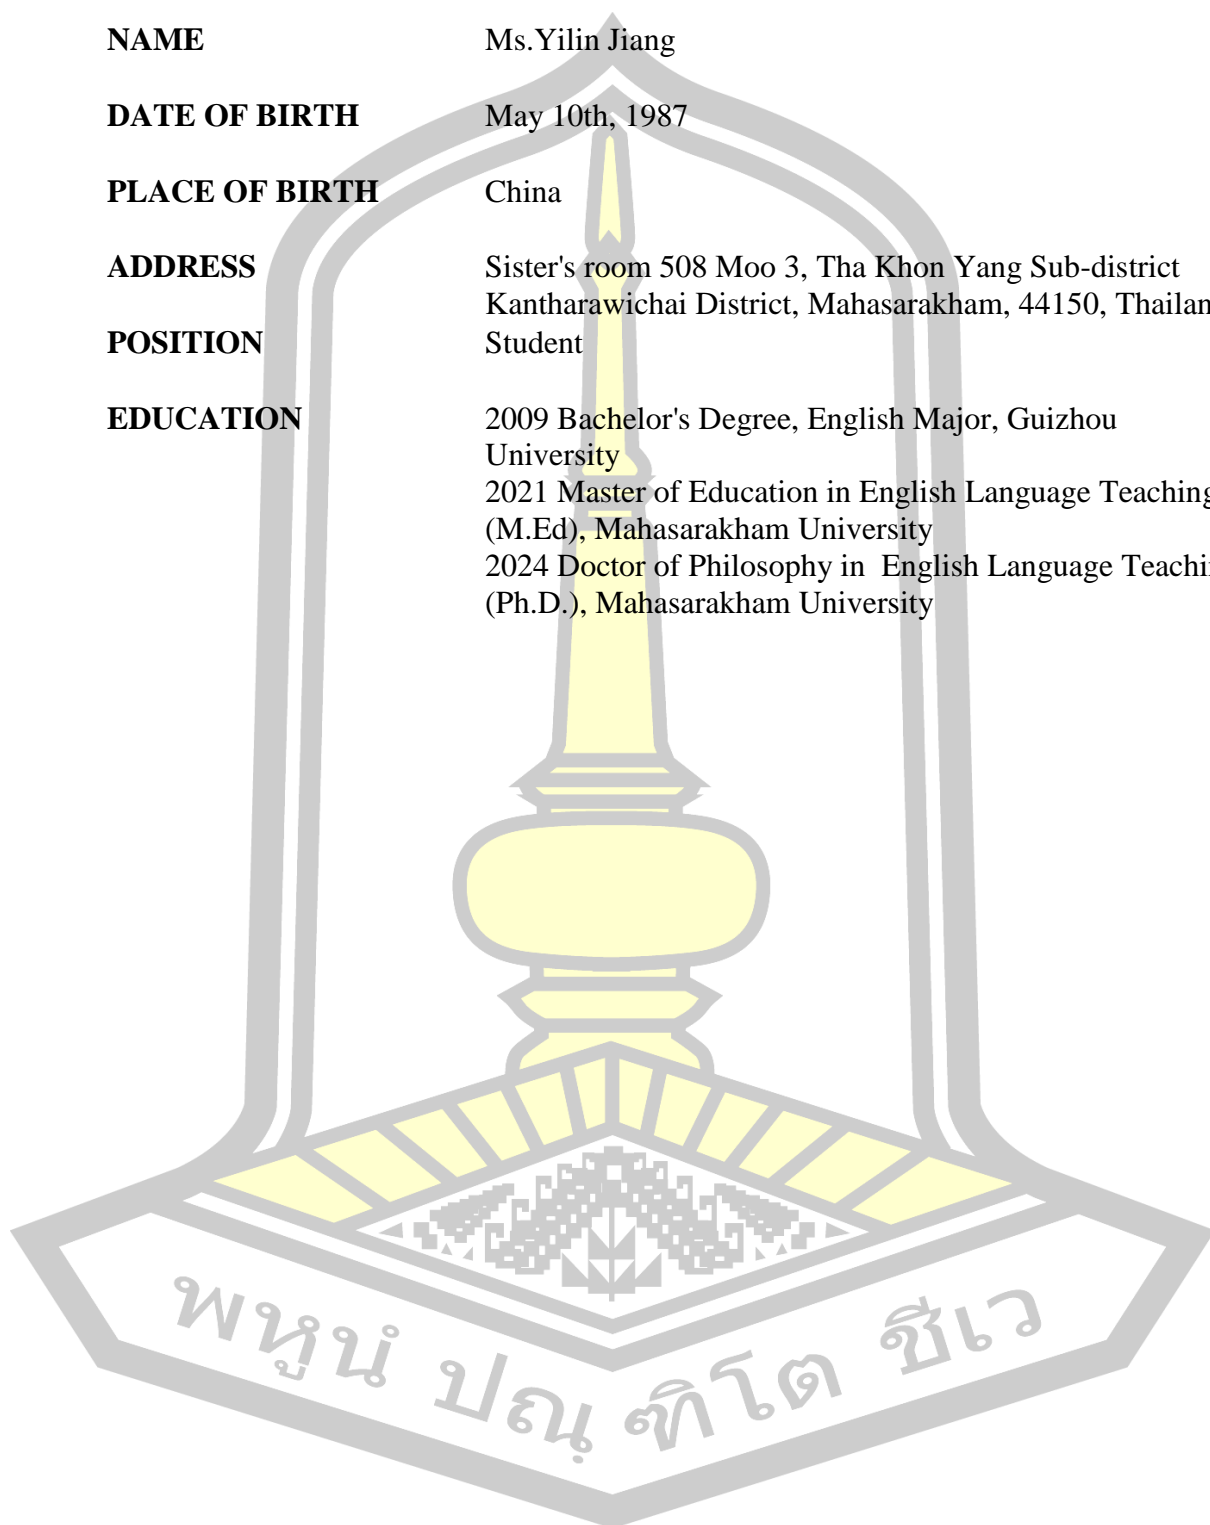 NAME Ms.Yilin Jiang
DATE OF BIRTH May 10th, 1987
PLACE OF BIRTH China
ADDRESS Sister's room 508 Moo 3, Tha Khon Yang Sub-district
Kantharawichai District, Mahasarakham, 44150, Thailan
POSITION Student
EDUCATION 2009 Bachelor's Degree, English Major, Guizhou
University
2021 Master of Education in English Language Teaching
(M.Ed), Mahasarakham University
2024 Doctor of Philosophy in  English Language Teachi
(Ph.D.), Mahasarakham University
พหูนํ ปณฺฑิโต ชีเว